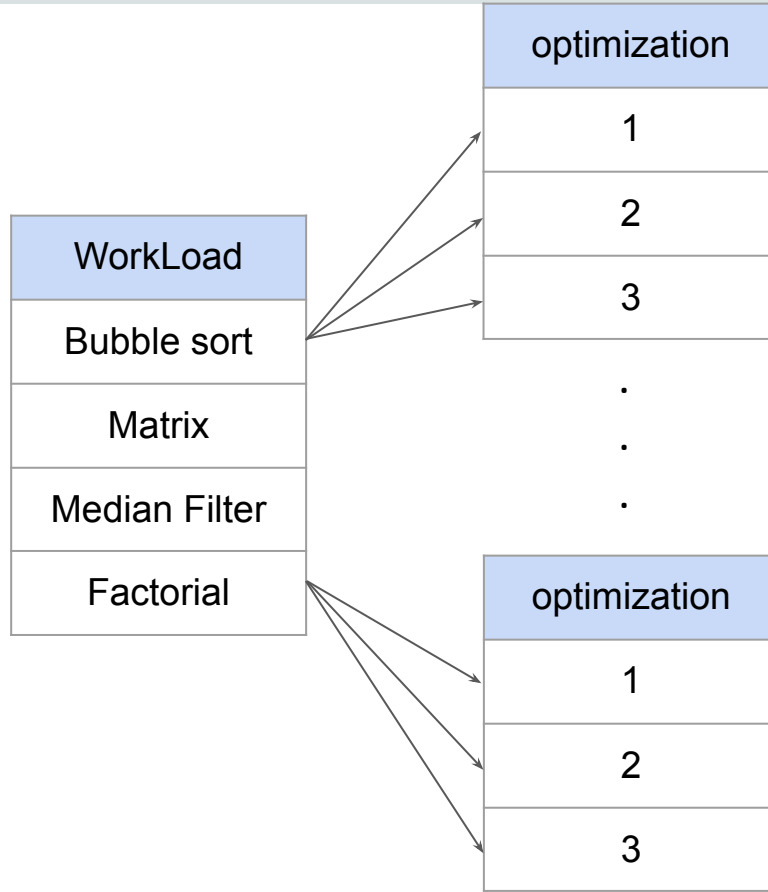 WorkLoad
Bubble sort
Matrix
Median Filter
Factorial
optimization
1
2
3
.
.
.
optimization
1
2
3